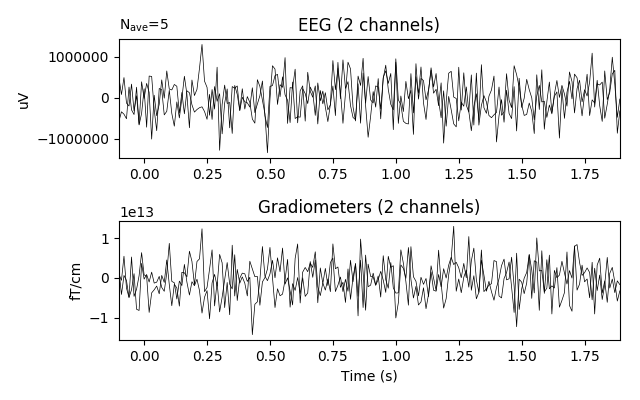 Nave=5
EEG (2 channels)
1000000
0
−1000000
uV
0.00 0.25 0.50 0.75 1.00 1.25 1.50 1.75
1e13
Gradiometers (2 channels)
1
0
−1
fT/cm
0.00 0.25 0.50 0.75 1.00 1.25 1.50 1.75
Time (s)